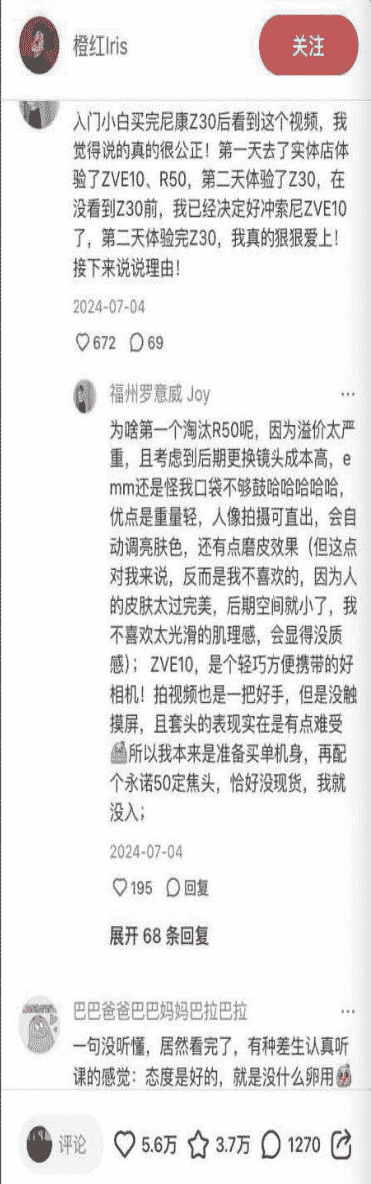 橙红Iris
关注
入门小白买完尼康Z30后看到这个视频，我
觉得说的真的很公正！第一天去了实体店体
验了ZVE10、R50，第二天体验了Z30，在
没看到Z30前，我已经决定好冲索尼ZVE10
了，第二天体验完Z30，我真的狠狠爱上！
接下来说说理由！
2024-07-04
672 69
福州罗意威 Joy ...
为啥第一个淘汰R50呢，因为溢价太严
重，且考虑到后期更换镜头成本高，e
mm还是怪我口袋不够鼓哈哈哈哈哈，
优点是重量轻，人像拍摄可直出，会自
动调亮肤色，还有点磨皮效果（但这点
对我来说，反而是我不喜欢的，因为人
的皮肤太过完美，后期空间就小了，我
不喜欢太光滑的肌理感，会显得没质
感）； ZVE10，是个轻巧方便携带的好
相机！拍视频也是一把好手，但是没触
摸屏，且套头的表现实在是有点难受
所以我本来是准备买单机身，再配
个永诺50定焦头，恰好没现货，我就
没入；
2024-07-04
195 回复
展开 68 条回复
巴巴爸爸巴巴妈妈巴拉巴拉 ...
一句没听懂，居然看完了，有种差生认真听
课的感觉：态度是好的，就是没什么卵用
评论 5.6万 3.7万 1270